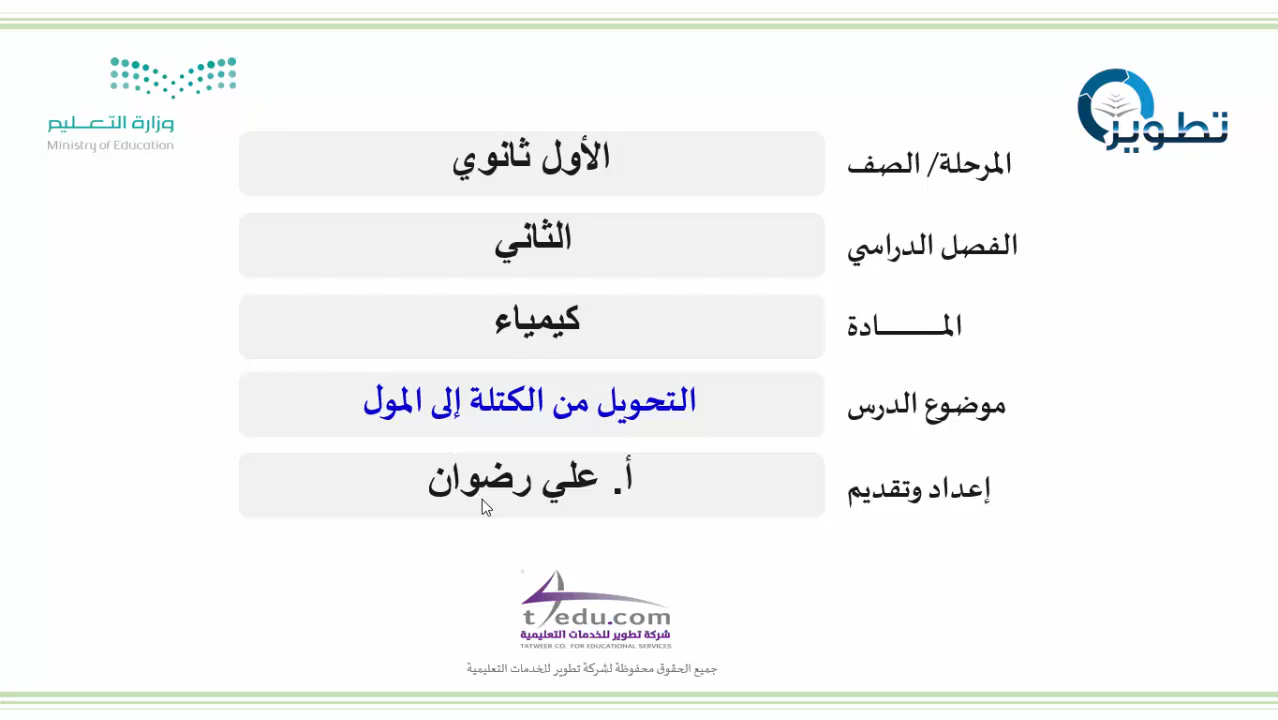 وزارة التعليم
Ministry of Education
تطوير
المرحلة/ الصف
الأول ثانوي
الفصل الدراسي
الثاني
المـــــــادة
كيمياء
موضوع الدرس
التحويل من الكتلة إلى المول
إعداد وتقديم
أ. علي رضوان
t4edu.com
شركة تطوير للخدمات التعليمية
TATWEER CO. FOR EDUCATIONAL SERVICES
جميع الحقوق محفوظة لشركة تطوير للخدمات التعليمية